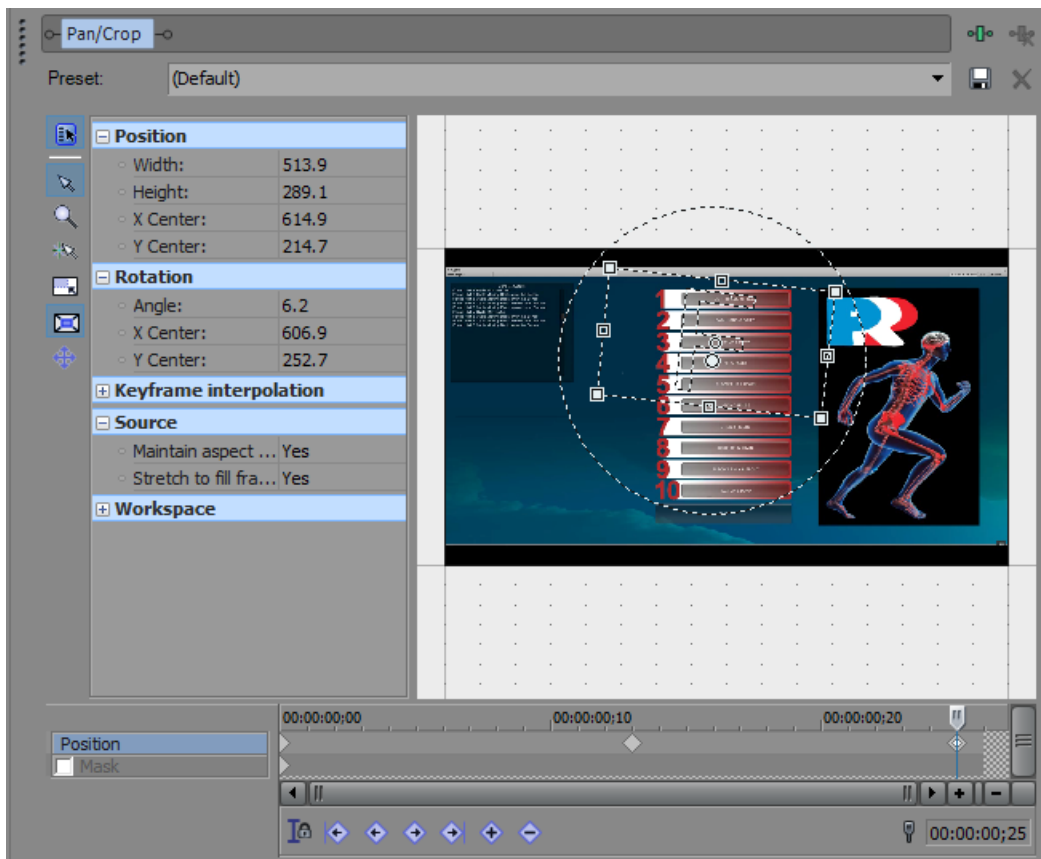 Pan/Crop
Preset: (Default)
Position
Width: 513.9
Height: 289.1
X Center: 614.9
Y Center: 214.7
Rotation
Angle: 6.2
X Center: 606.9
Y Center: 252.7
Keyframe interpolation
Source
Maintain aspect ... Yes
Stretch to fill fra... Yes
Workspace
1
2
3
4
5
6
7
8
9
10
R
00:00:00;00 00:00:00;10 00:00:00;20
Position
Mask
00:00:00;25